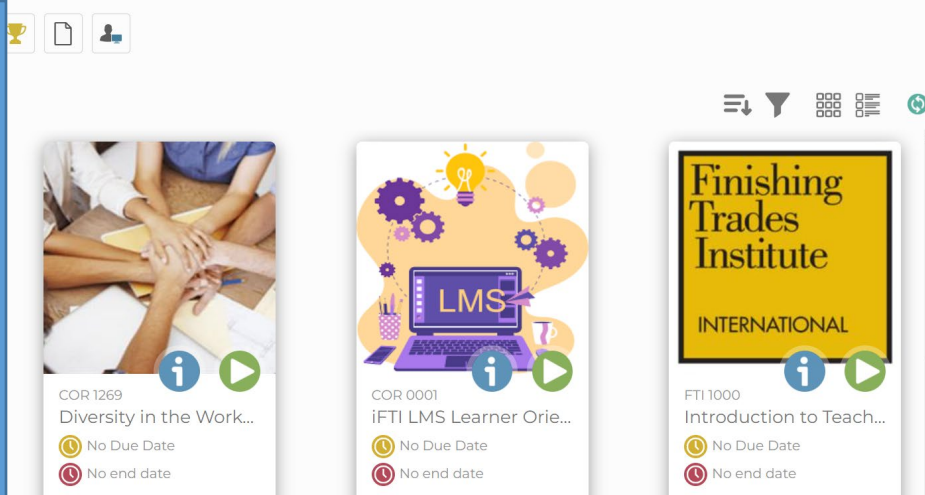 LMS
Finishing
Trades
Institute
INTERNATIONAL
COR 1269
Diversity in the Work...
No Due Date
No end date
COR 0001
iFTI LMS Learner Orie...
No Due Date
No end date
FTI 1000
Introduction to Teach...
No Due Date
No end date